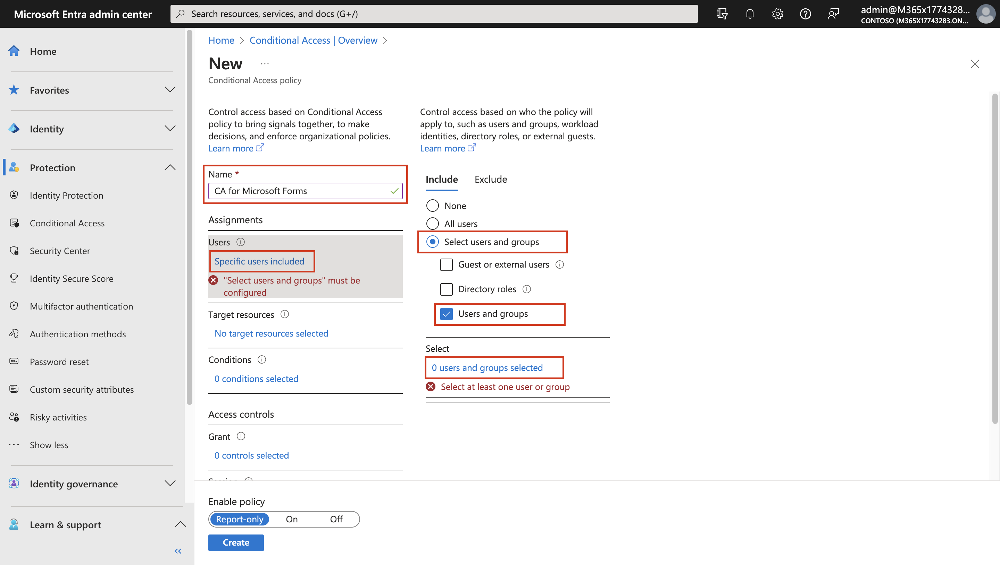 Microsoft Entra admin center
Search resources, services, and docs (G+/)
admin@M365x1774328...
CONTOSO (M365X17743283.ON...
Home
Favorites
Identity
Protection
Identity Protection
Conditional Access
Security Center
Identity Secure Score
Multifactor authentication
Authentication methods
Password reset
Custom security attributes
Risky activities
Show less
Identity governance
Learn & support
Home > Conditional Access | Overview >
New ...
Conditional Access policy
Control access based on Conditional Access
policy to bring signals together, to make
decisions, and enforce organizational policies.
Learn more
Name *
CA for Microsoft Forms
Assignments
Users
Specific users included
"Select users and groups" must be
configured
Target resources
No target resources selected
Conditions
0 conditions selected
Access controls
Grant
0 controls selected
Session
Control access based on who the policy will
apply to, such as users and groups, workload
identities, directory roles, or external guests.
Learn more
Include Exclude
None
All users
Select users and groups
Guest or external users
Directory roles
Users and groups
Select
0 users and groups selected
Select at least one user or group
Enable policy
Report-only On Off
Create